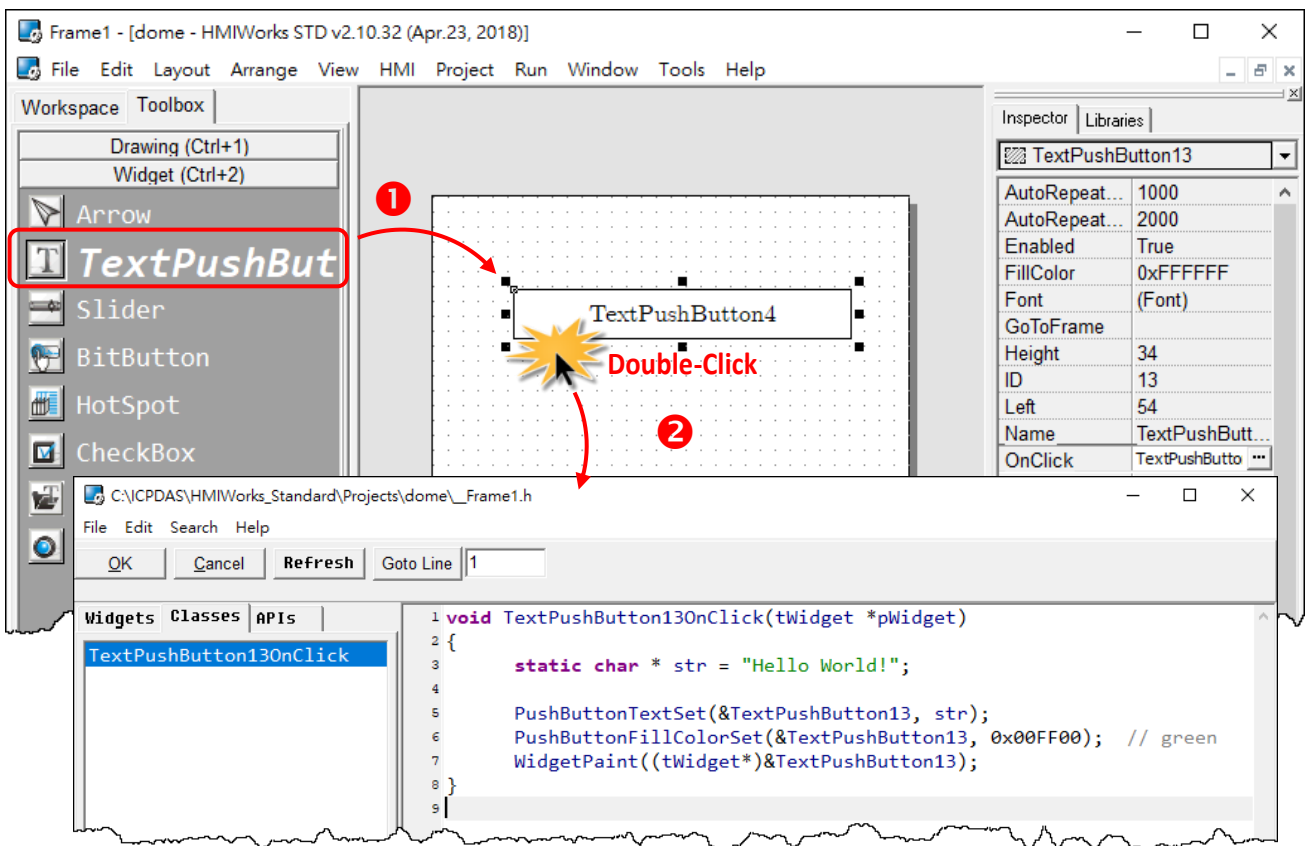 Frame1 - [dome - HMIWorks STD v2.10.32 (Apr.23, 2018)]
File Edit Layout Arrange View HMI Project Run Window Tools Help
Workspace Toolbox
Drawing (Ctrl+1)
Widget (Ctrl+2)
Arrow
TextPushBut
Slider
BitButton
HotSpot
CheckBox
1
TextPushButton4
Double-Click
2
Inspector Libraries
TextPushButton13
AutoRepeat... 1000
AutoRepeat... 2000
Enabled True
FillColor 0xFFFFFF
Font (Font)
GoToFrame
Height 34
ID 13
Left 54
Name TextPushButt...
OnClick TextPushButto ...
C:\ICPDAS\HMIWorks_Standard\Projects\dome\__Frame1.h
File Edit Search Help
OK Cancel Refresh Goto Line 1
Widgets Classes APIs
TextPushButton13OnClick
1 void TextPushButton13OnClick(tWidget *pWidget)
2 {
3 static char * str = "Hello World!";
4
5 PushButtonTextSet(&TextPushButton13, str);
6 PushButtonFillColorSet(&TextPushButton13, 0x00FF00); // green
7 WidgetPaint((tWidget*)&TextPushButton13);
8 }
9